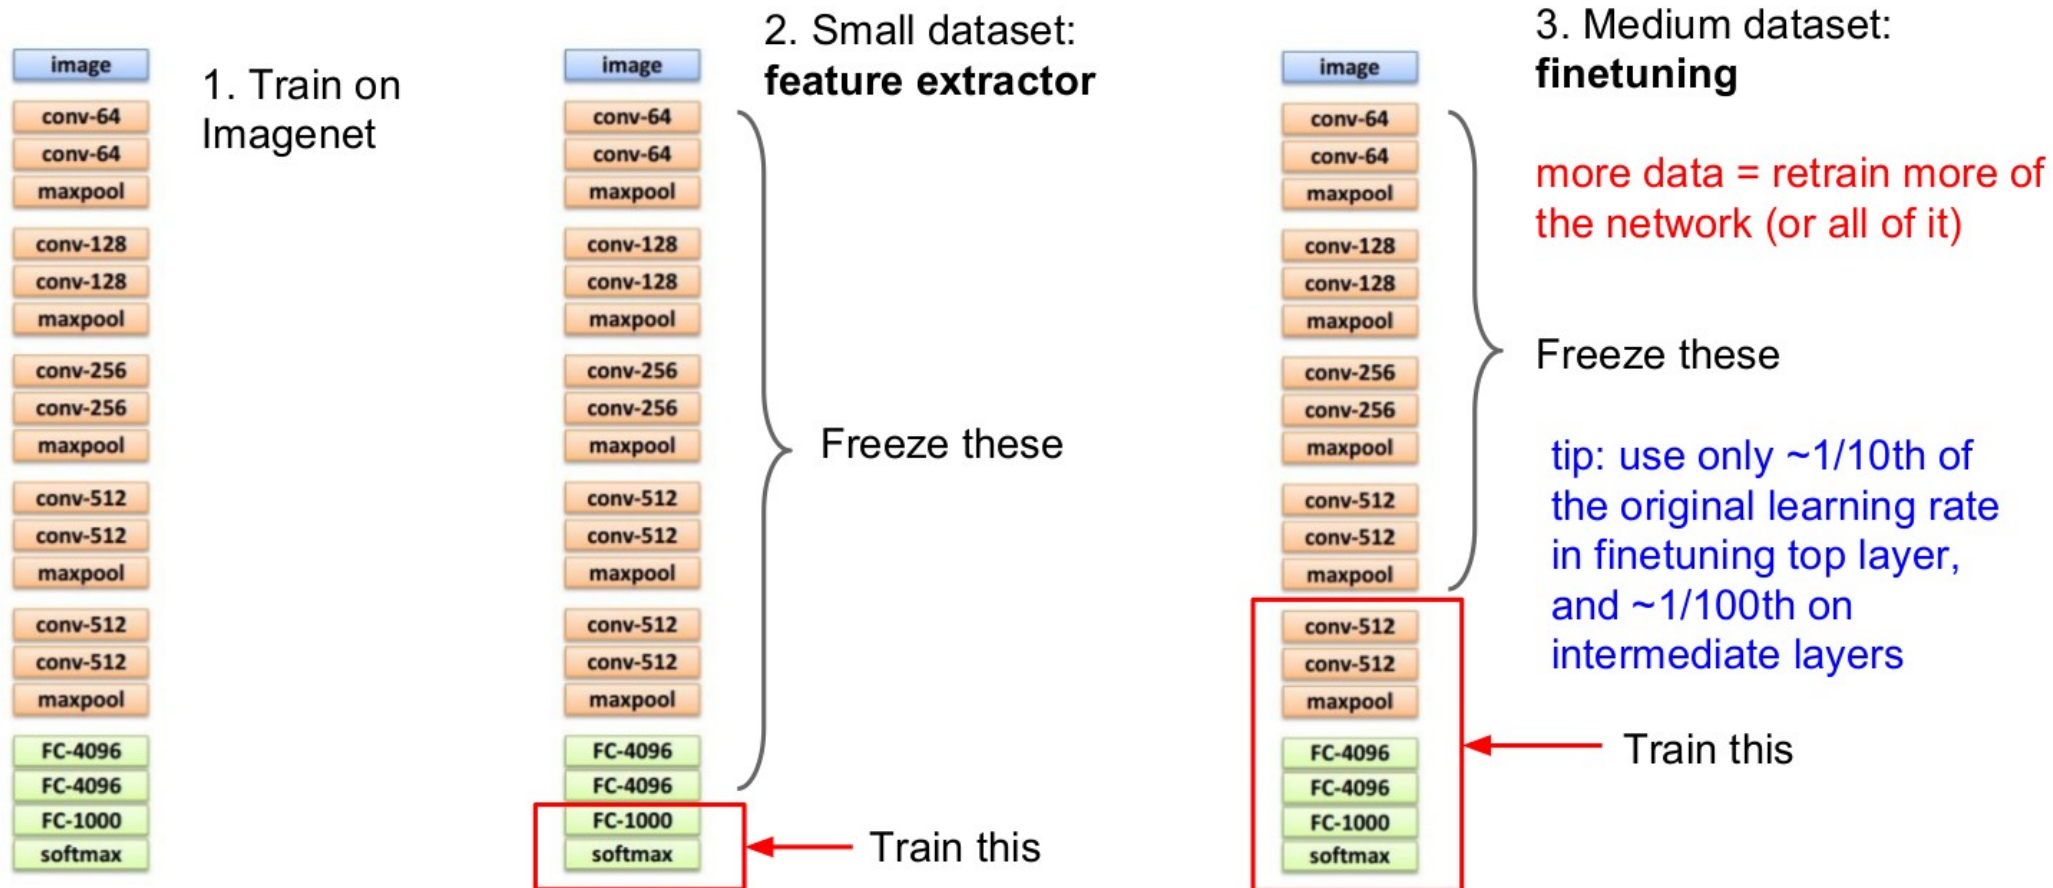 image
conv-64
conv-64
maxpool
conv-128
conv-128
maxpool
conv-256
conv-256
maxpool
conv-512
conv-512
maxpool
conv-512
conv-512
maxpool
FC-4096
FC-4096
FC-1000
softmax
1. Train on
Imagenet
image
conv-64
conv-64
maxpool
conv-128
conv-128
maxpool
conv-256
conv-256
maxpool
conv-512
conv-512
maxpool
conv-512
conv-512
maxpool
FC-4096
FC-4096
FC-1000
softmax
2. Small dataset:
feature extractor
Freeze these
Train this
image
conv-64
conv-64
maxpool
conv-128
conv-128
maxpool
conv-256
conv-256
maxpool
conv-512
conv-512
maxpool
conv-512
conv-512
maxpool
FC-4096
FC-4096
FC-1000
softmax
3. Medium dataset:
finetuning
more data = retrain more of
the network (or all of it)
Freeze these
tip: use only ~1/10th of
the original learning rate
in finetuning top layer,
and ~1/100th on
intermediate layers
Train this